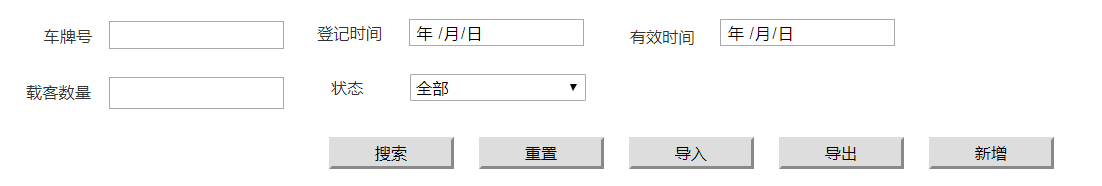 车牌号 登记时间 年 /月/日 有效时间 年 /月/日
载客数量 状态 全部
搜索 重置 导入 导出 新增